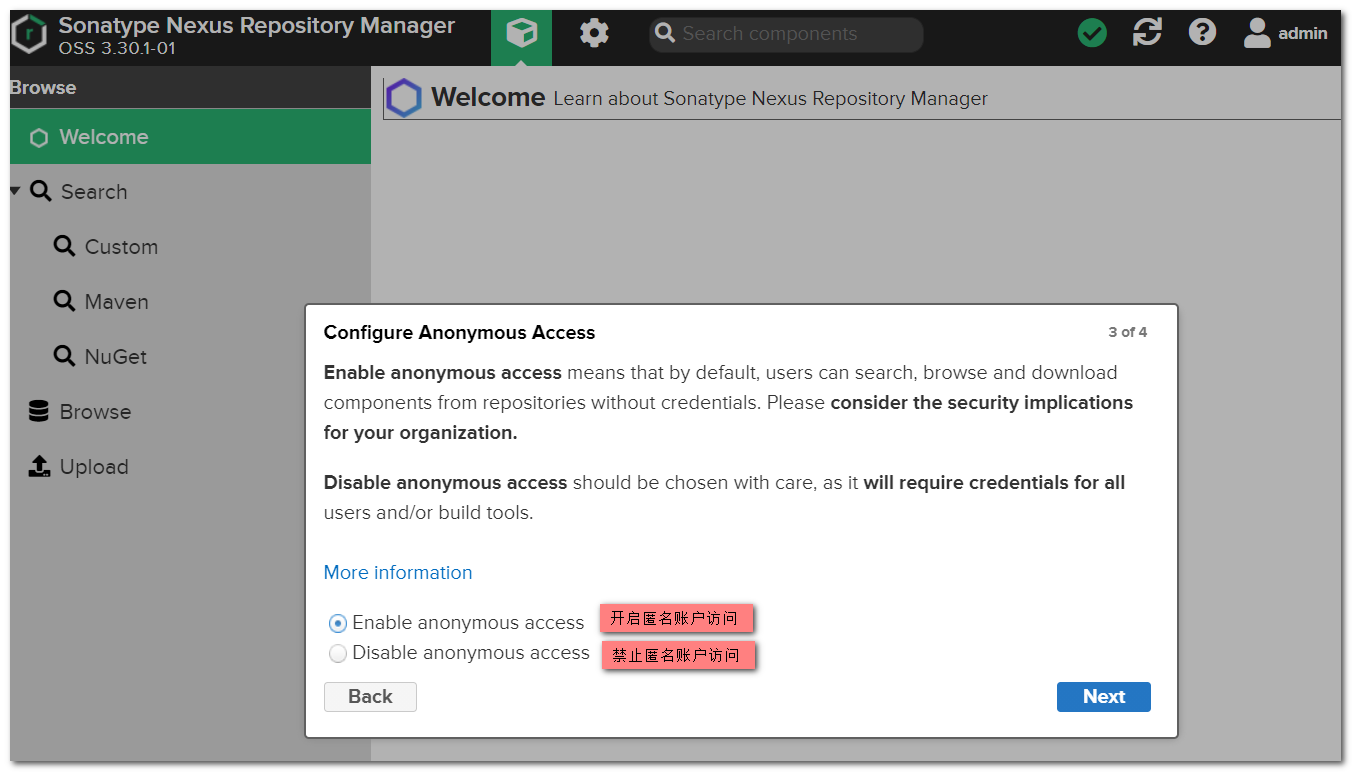 Sonatype Nexus Repository Manager
OSS 3.30.1-01
Search components
admin
Browse
Welcome
Search
Custom
Maven
NuGet
Browse
Upload
Welcome Learn about Sonatype Nexus Repository Manager
Configure Anonymous Access
3 of 4
Enable anonymous access means that by default, users can search, browse and download
components from repositories without credentials. Please consider the security implications
for your organization.
Disable anonymous access should be chosen with care, as it will require credentials for all
users and/or build tools.
More information
Enable anonymous access 开启匿名账户访问
Disable anonymous access 禁止匿名账户访问
Back
Next